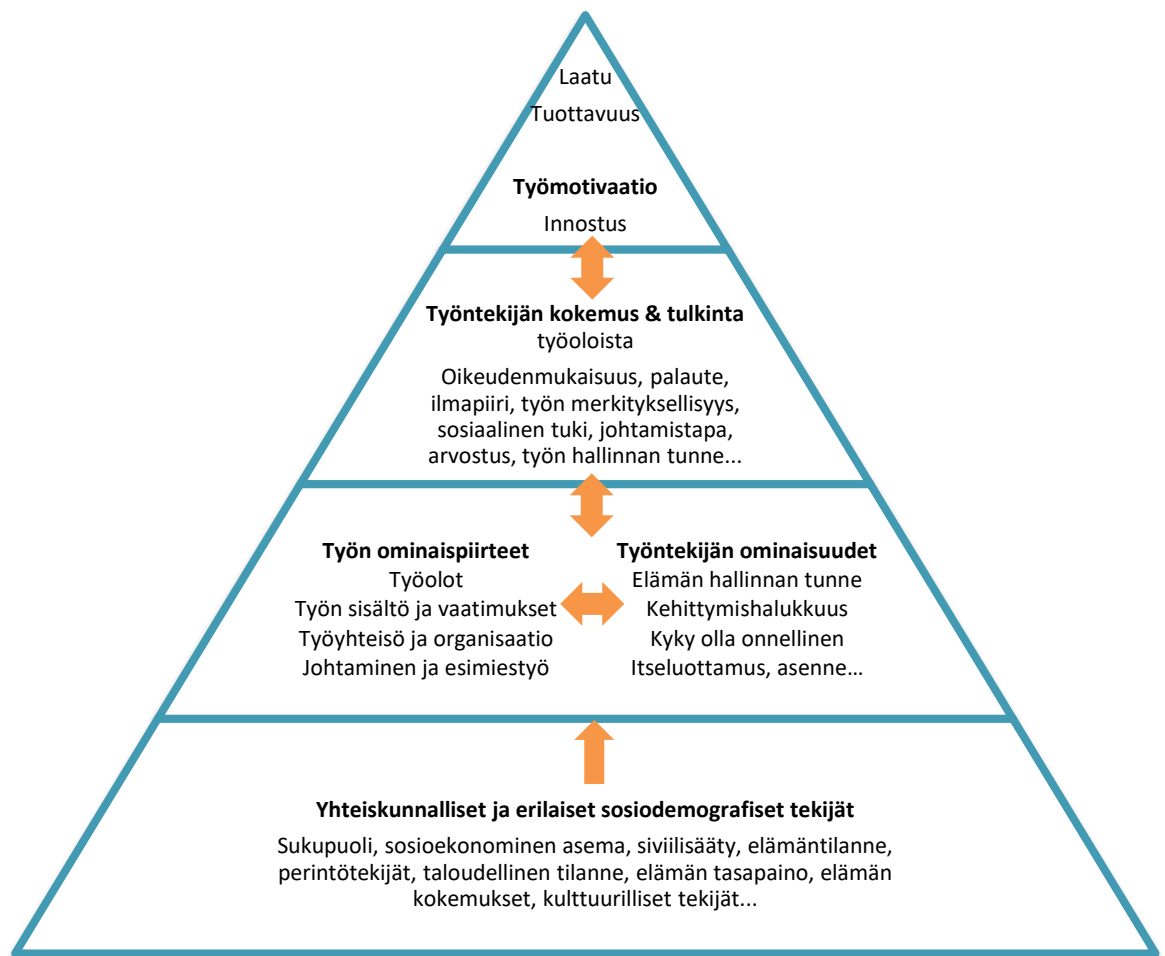 Laatu
Tuottavuus
Työmotivaatio
Innostus
Työntekijän kokemus & tulkinta
työoloista
Oikeudenmukaisuus, palaute,
ilmapiiri, työn merkityksellisyys,
sosiaalinen tuki, johtamistapa,
arvostus, työn hallinnan tunne...
Työn ominaispiirteet
Työolot
Työn sisältö ja vaatimukset
Työyhteisö ja organisaatio
Johtaminen ja esimiestyö
Työntekijän ominaisuudet
Elämän hallinnan tunne
Kehittymishalukkuus
Kyky olla onnellinen
Itseluottamus, asenne…
Yhteiskunnalliset ja erilaiset sosiodemografiset tekijät
Sukupuoli, sosioekonominen asema, siviilisääty, elämäntilanne,
perintötekijät, taloudellinen tilanne, elämän tasapaino, elämän
kokemukset, kulttuurilliset tekijät...